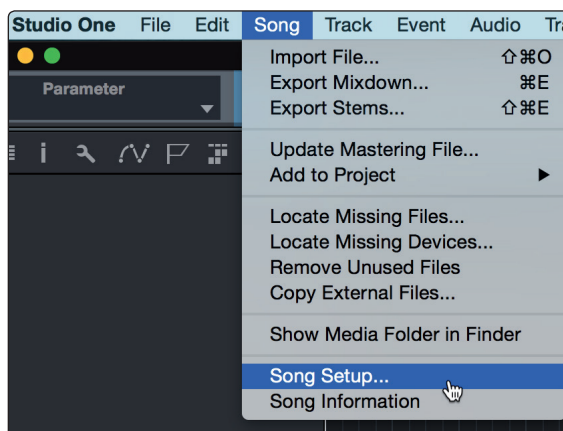 Studio One File Edit Song Track Event Audio
Parameter
Import File... ⇧⌘O
Export Mixdown... ⌘E
Export Stems... ⇧⌘E
Update Mastering File...
Add to Project ▶
Locate Missing Files...
Locate Missing Devices...
Remove Unused Files
Copy External Files...
Show Media Folder in Finder
Song Setup...
Song Information